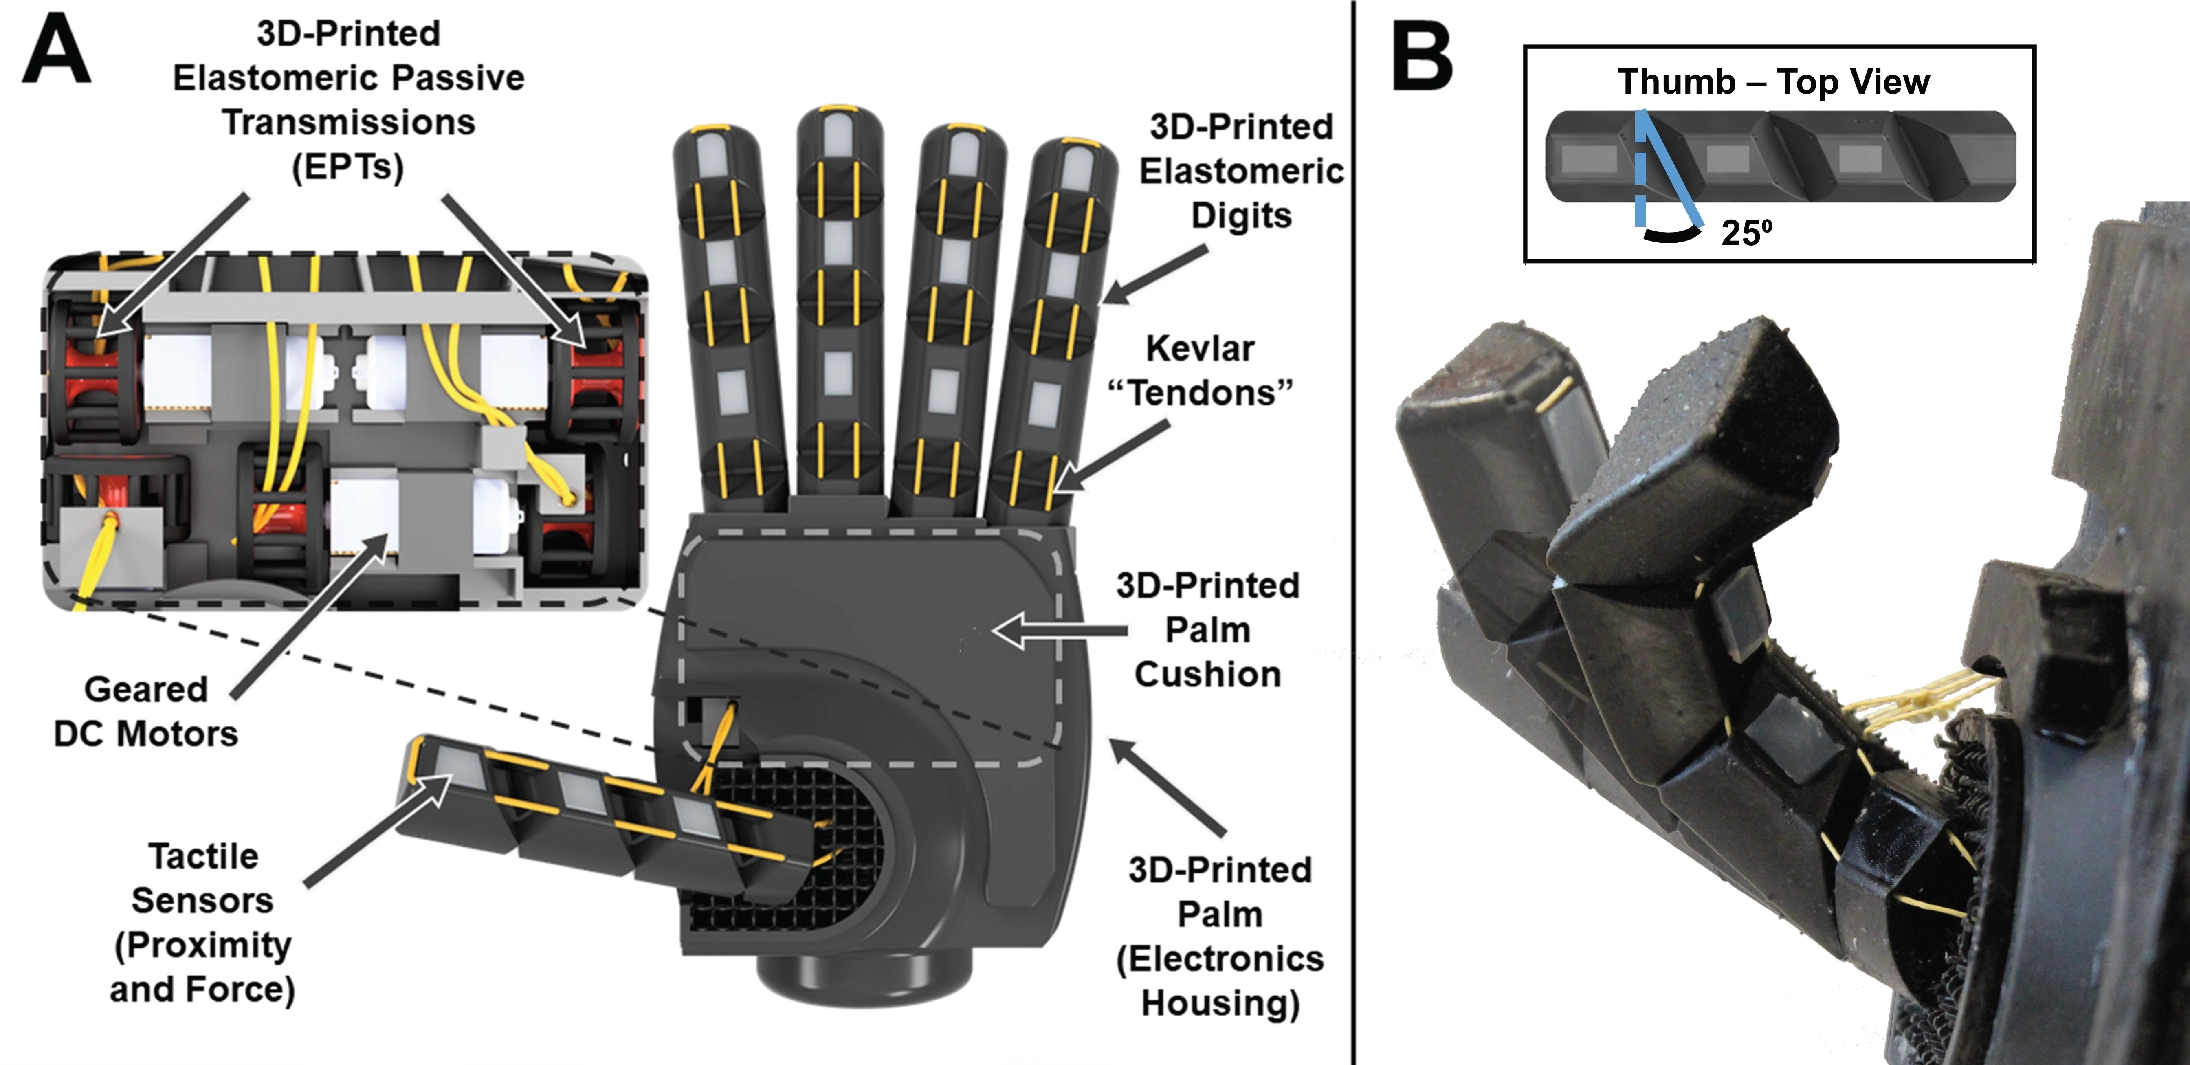 A
3D-Printed
Elastomeric Passive
Transmissions
(EPTs)
3D-Printed
Elastomeric
Digits
Kevlar
“Tendons”
3D-Printed
Palm
Cushion
Geared
DC Motors
Tactile
Sensors
(Proximity
and Force)
3D-Printed
Palm
(Electronics
Housing)
B
Thumb – Top View
25⁰